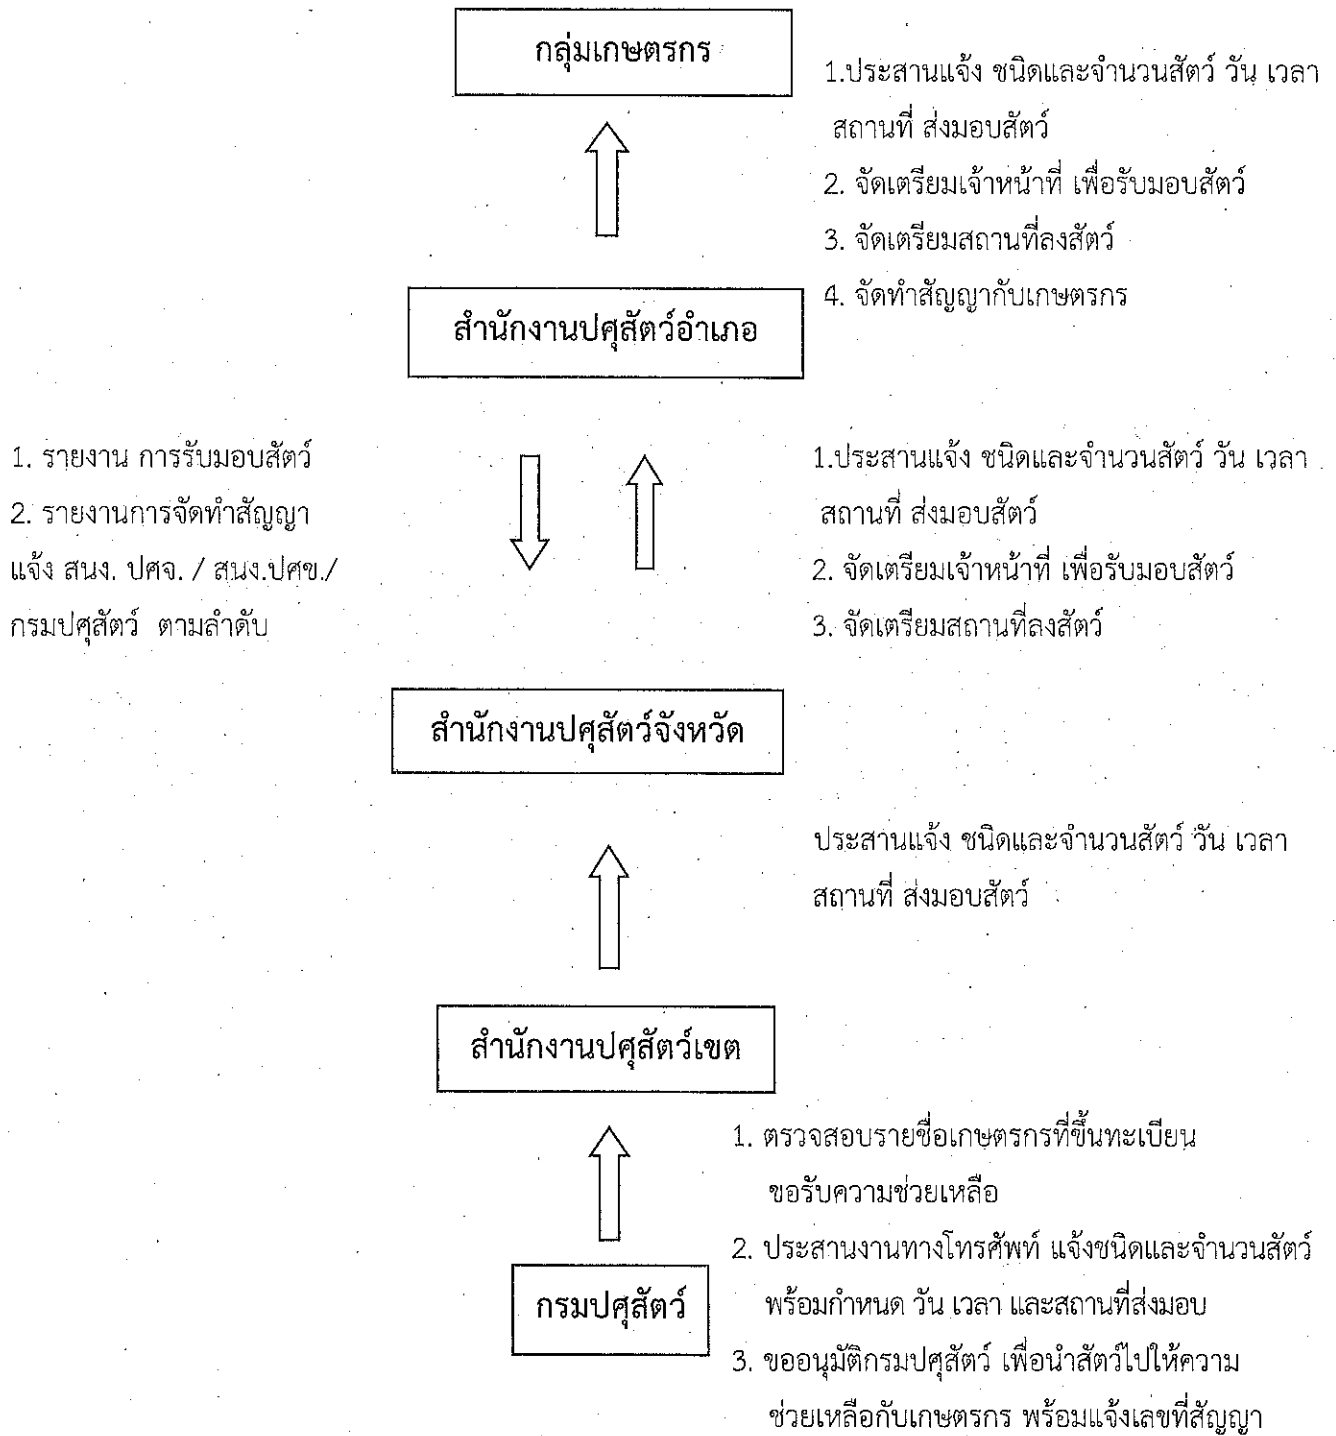 กลุ่มเกษตรกร
1.ประสานแจ้ง ชนิดและจำนวนสัตว์ วัน เวลา
สถานที่ ส่งมอบสัตว์
2. จัดเตรียมเจ้าหน้าที่ เพื่อรับมอบสัตว์
3. จัดเตรียมสถานที่ลงสัตว์
4. จัดทำสัญญากับเกษตรกร
สำนักงานปศุสัตว์อำเภอ
1. รายงาน การรับมอบสัตว์
2. รายงานการจัดทำสัญญา
แจ้ง สนง. ปศจ. / สนง.ปศข./
กรมปศุสัตว์ ตามลำดับ
1.ประสานแจ้ง ชนิดและจำนวนสัตว์ วัน เวลา
สถานที่ ส่งมอบสัตว์
2. จัดเตรียมเจ้าหน้าที่ เพื่อรับมอบสัตว์
3. จัดเตรียมสถานที่ลงสัตว์
สำนักงานปศุสัตว์จังหวัด
ประสานแจ้ง ชนิดและจำนวนสัตว์ วัน เวลา
สถานที่ ส่งมอบสัตว์
สำนักงานปศุสัตว์เขต
1. ตรวจสอบรายชื่อเกษตรกรที่ขึ้นทะเบียน
ขอรับความช่วยเหลือ
2. ประสานงานทางโทรศัพท์ แจ้งชนิดและจำนวนสัตว์
พร้อมกำหนด วัน เวลา และสถานที่ส่งมอบ
กรมปศุสัตว์
3. ขออนุมัติกรมปศุสัตว์ เพื่อนำสัตว์ไปให้ความ
ช่วยเหลือกับเกษตรกร พร้อมแจ้งเลขที่สัญญา